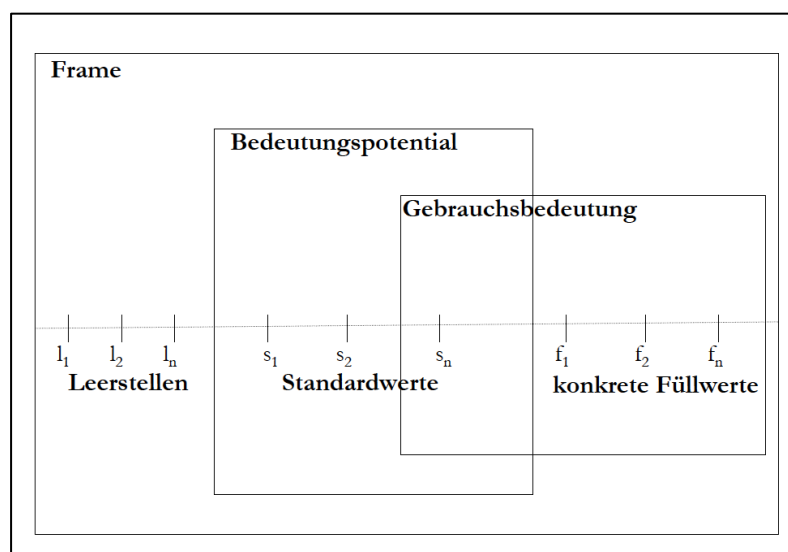 Frame
Bedeutungspotential
Gebrauchsbedeutung
l₁ l₂ lₙ s₁ s₂ sₙ f₁ f₂ fₙ
Leerstellen Standardwerte konkrete Füllwerte